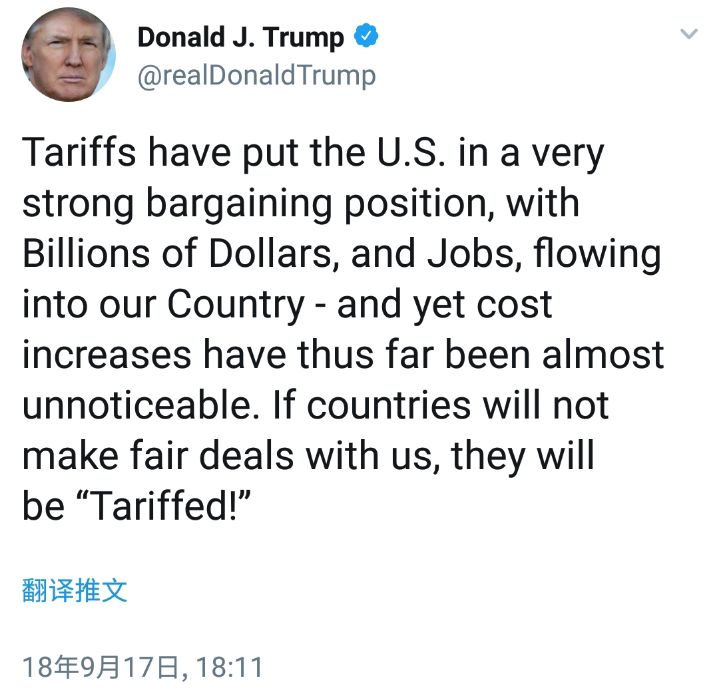 Donald J. Trump
@realDonaldTrump
Tariffs have put the U.S. in a very
strong bargaining position, with
Billions of Dollars, and Jobs, flowing
into our Country - and yet cost
increases have thus far been almost
unnoticeable. If countries will not
make fair deals with us, they will
be “Tariffed!”
翻译推文
18年9月17日, 18:11